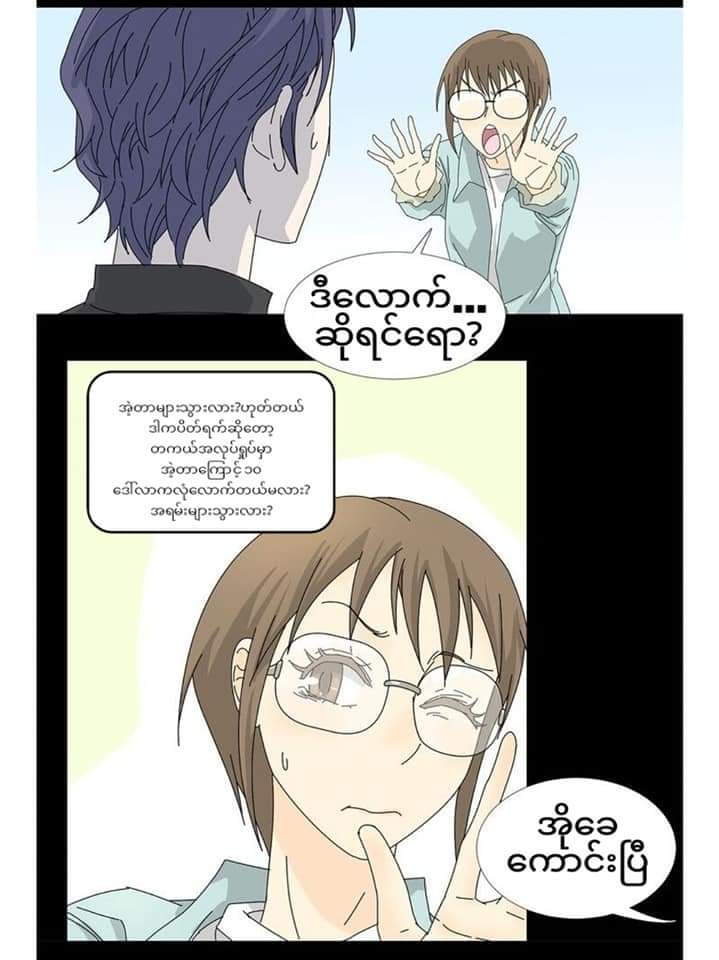 ဒီလောက်...
ဆိုရင်ရော?
အဲ့တာများသွားလား?ဟုတ်တယ်
ဒါကပိတ်ရက်ဆိုတော့
တကယ်အလုပ်ရှုပ်မှာ
အဲ့တာကြောင့် ၁၀
ဒေါ်လာကလုံလောက်တယ်မလား?
အရမ်းများသွားလား?
အိုခေ
ကောင်းပြီ